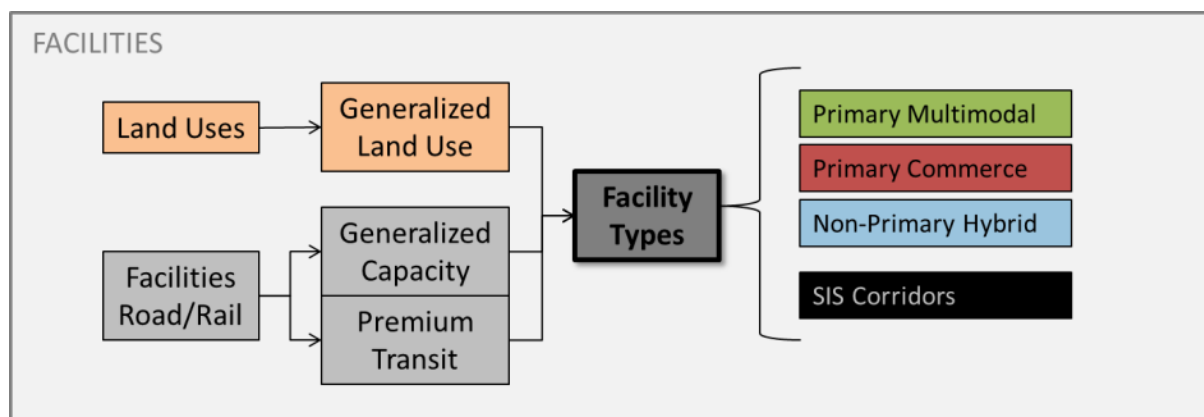 FACILITIES
Land Uses
Generalized
Land Use
Facilities
Road/Rail
Generalized
Capacity
Premium
Transit
Facility
Types
Primary Multimodal
Primary Commerce
Non-Primary Hybrid
SIS Corridors